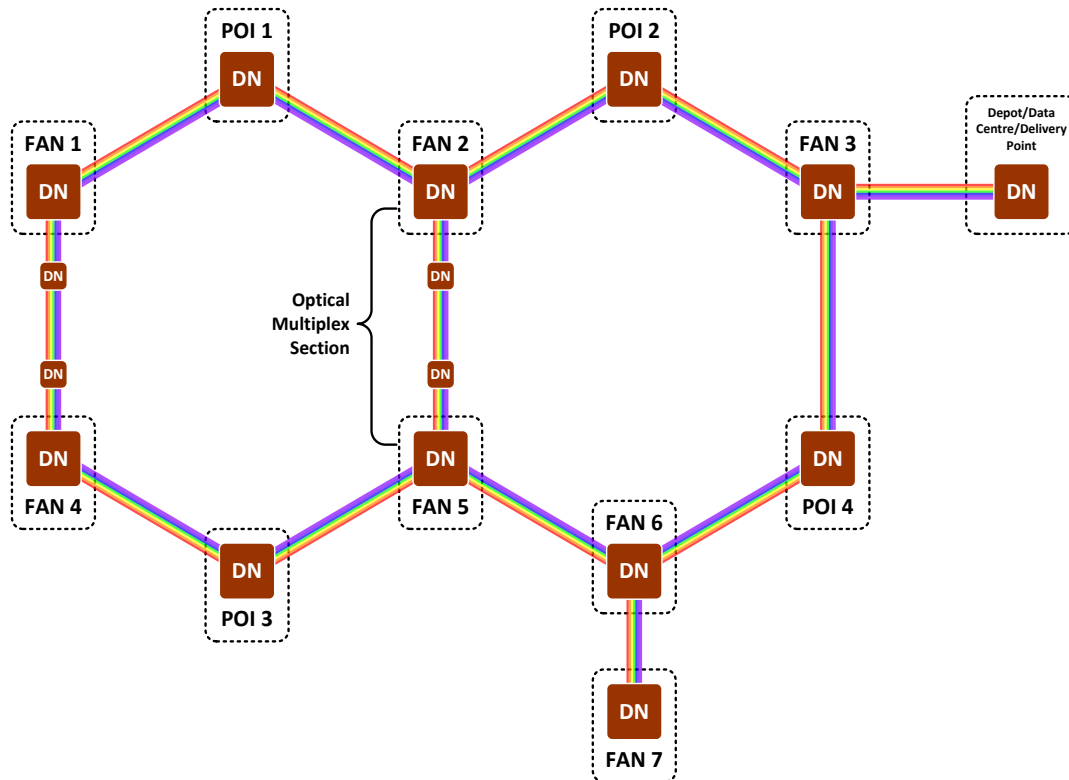 POI 1
DN
POI 2
DN
FAN 1
DN
FAN 2
DN
FAN 3
DN
Depot/Data
Centre/Delivery
Point
DN
DN
DN
Optical
Multiplex
Section
DN
DN
DN
FAN 4
DN
FAN 5
DN
POI 4
FAN 6
DN
DN
POI 3
DN
FAN 7